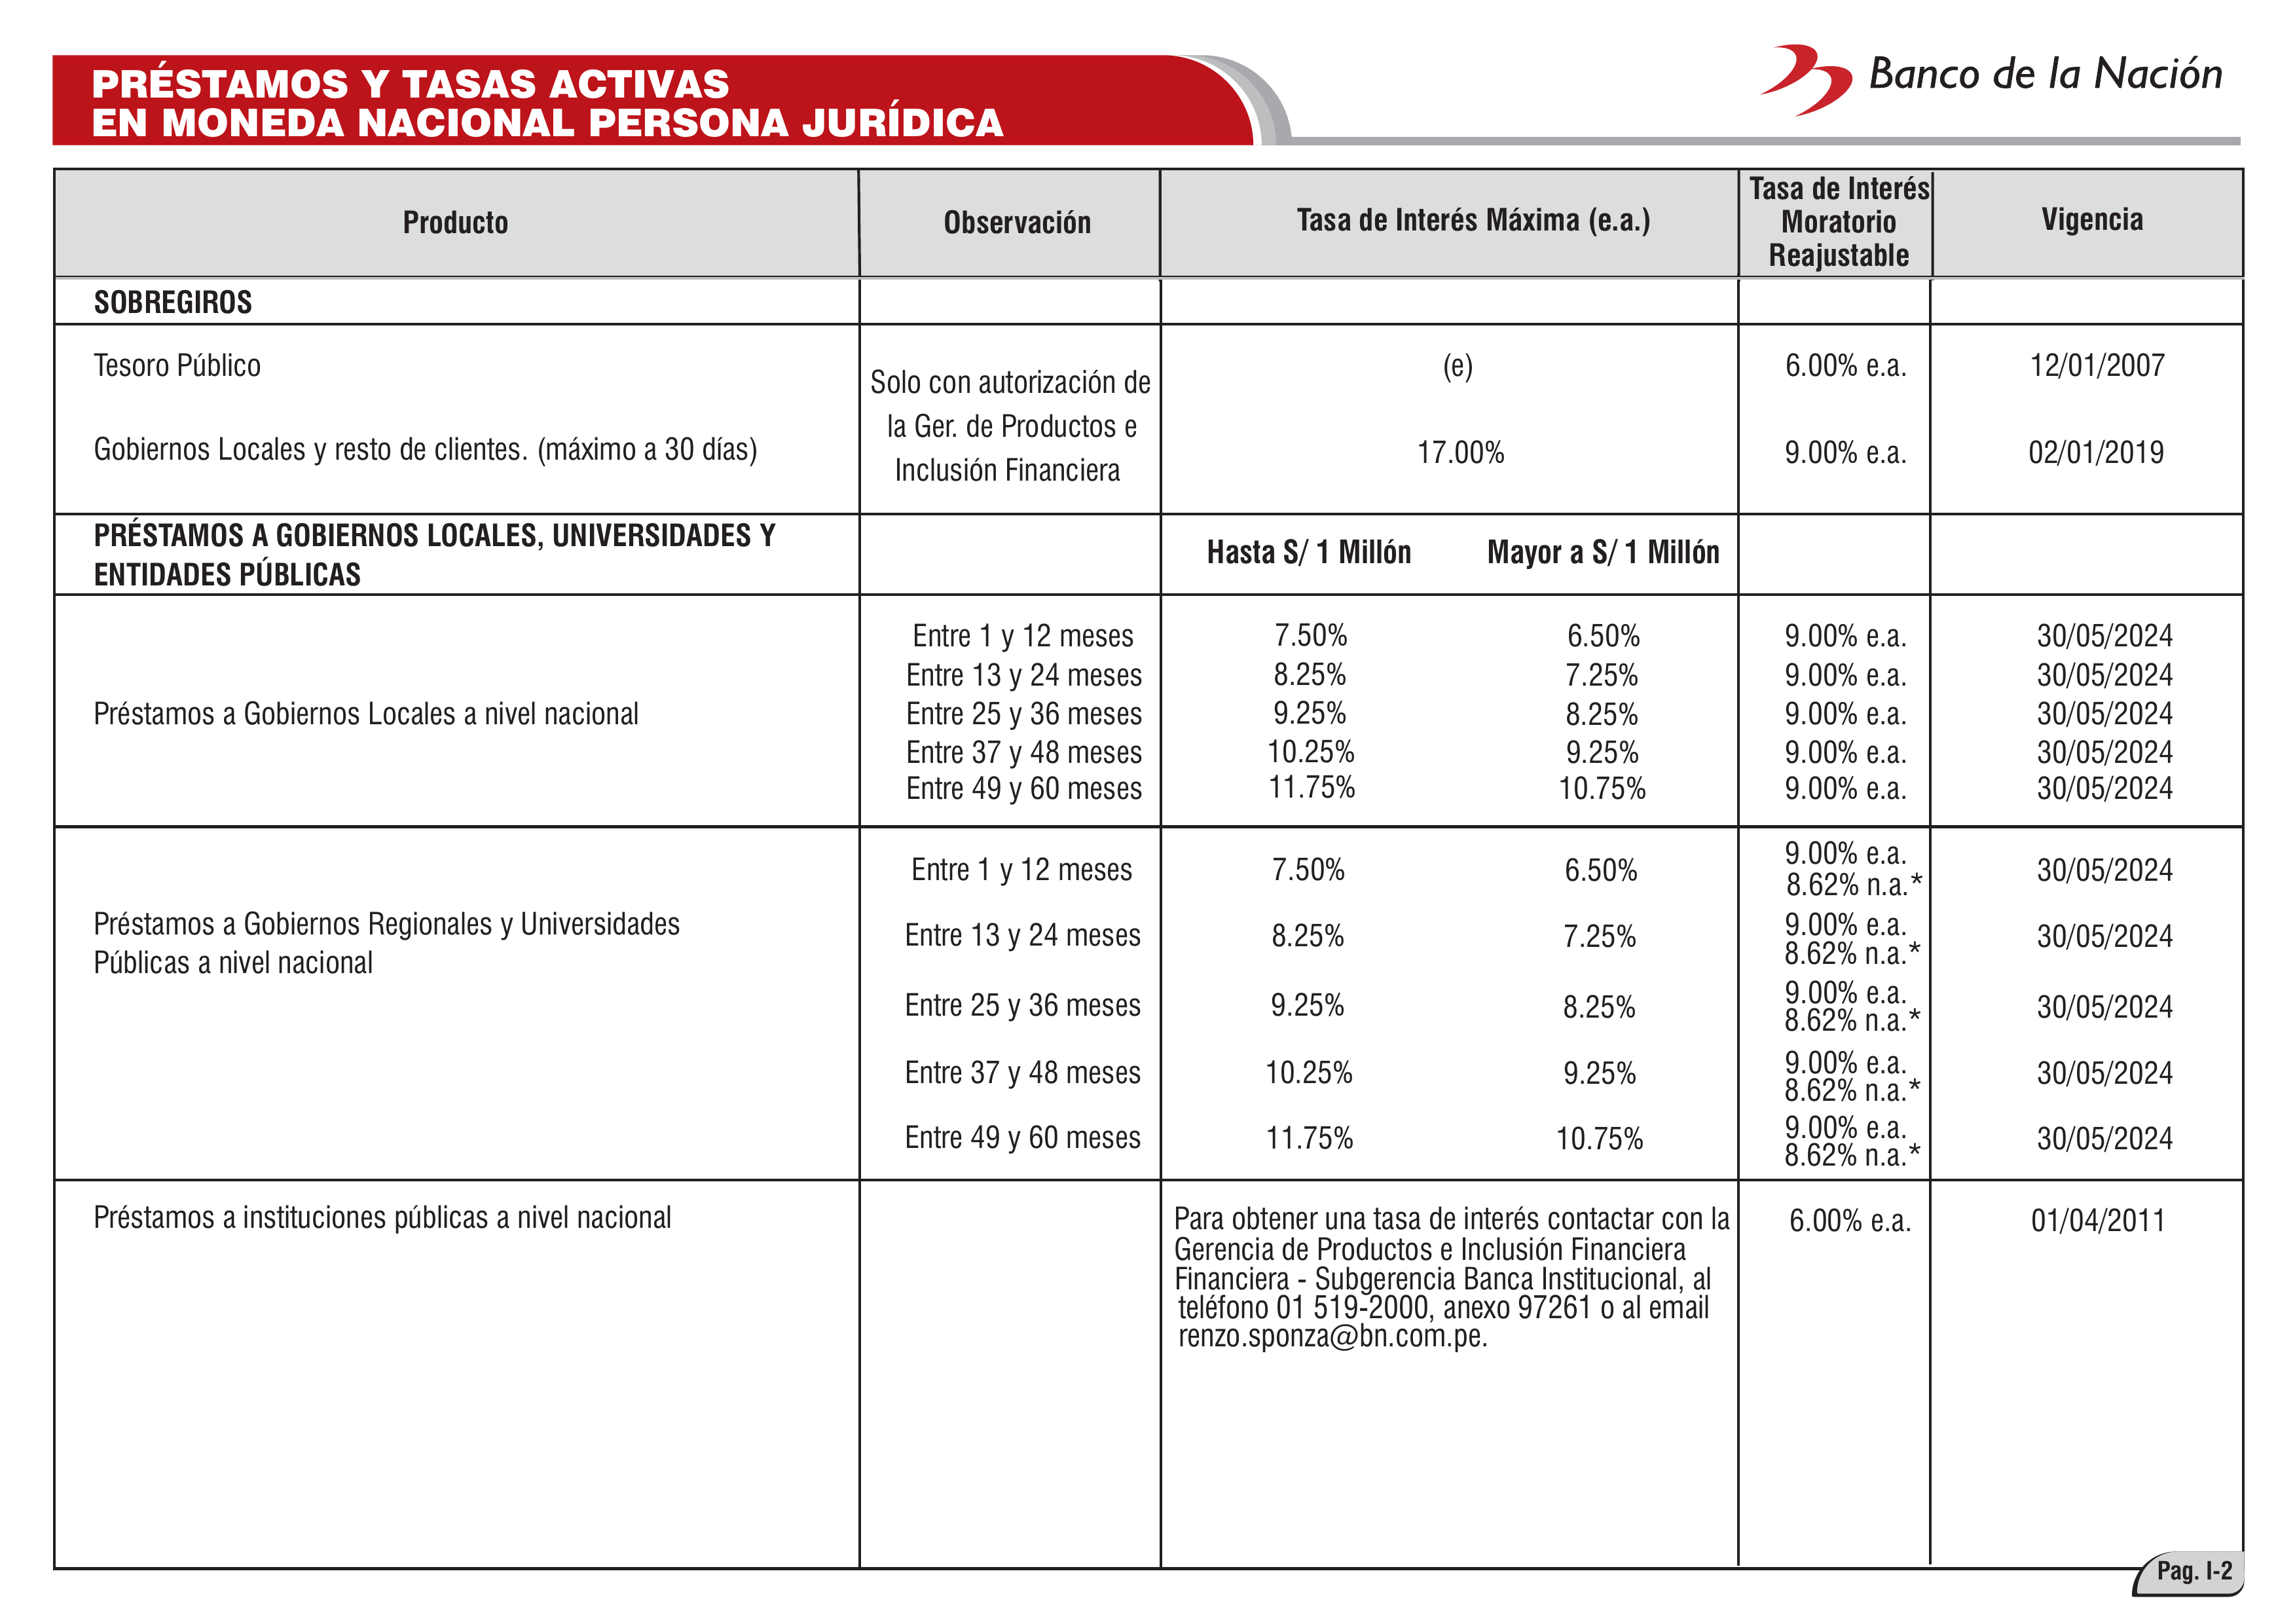 PRÉSTAMOS Y TASAS ACTIVAS
EN MONEDA NACIONAL PERSONA JURÍDICA
Banco de la Nación
Producto
Observación
Tasa de Interés Máxima (e.a.)
Tasa de Interés
Moratorio
Reajustable
Vigencia
SOBREGIROS
Tesoro Público
Solo con autorización de
la Ger. de Productos e
Inclusión Financiera
(e)
6.00% e.a.
12/01/2007
Gobiernos Locales y resto de clientes. (máximo a 30 días)
17.00%
9.00% e.a.
02/01/2019
PRÉSTAMOS A GOBIERNOS LOCALES, UNIVERSIDADES Y
ENTIDADES PÚBLICAS
Hasta S/ 1 Millón
Mayor a S/ 1 Millón
Préstamos a Gobiernos Locales a nivel nacional
Entre 1 y 12 meses 7.50% 6.50% 9.00% e.a. 30/05/2024
Entre 13 y 24 meses 8.25% 7.25% 9.00% e.a. 30/05/2024
Entre 25 y 36 meses 9.25% 8.25% 9.00% e.a. 30/05/2024
Entre 37 y 48 meses 10.25% 9.25% 9.00% e.a. 30/05/2024
Entre 49 y 60 meses 11.75% 10.75% 9.00% e.a. 30/05/2024
Préstamos a Gobiernos Regionales y Universidades
Públicas a nivel nacional
Entre 1 y 12 meses 7.50% 6.50% 9.00% e.a.
8.62% n.a.* 30/05/2024
Entre 13 y 24 meses 8.25% 7.25% 9.00% e.a.
8.62% n.a.* 30/05/2024
Entre 25 y 36 meses 9.25% 8.25% 9.00% e.a.
8.62% n.a.* 30/05/2024
Entre 37 y 48 meses 10.25% 9.25% 9.00% e.a.
8.62% n.a.* 30/05/2024
Entre 49 y 60 meses 11.75% 10.75% 9.00% e.a.
8.62% n.a.* 30/05/2024
Préstamos a instituciones públicas a nivel nacional
Para obtener una tasa de interés contactar con la
Gerencia de Productos e Inclusión Financiera
Financiera - Subgerencia Banca Institucional, al
teléfono 01 519-2000, anexo 97261 o al email
renzo.sponza@bn.com.pe.
6.00% e.a.
01/04/2011
Pag. I-2